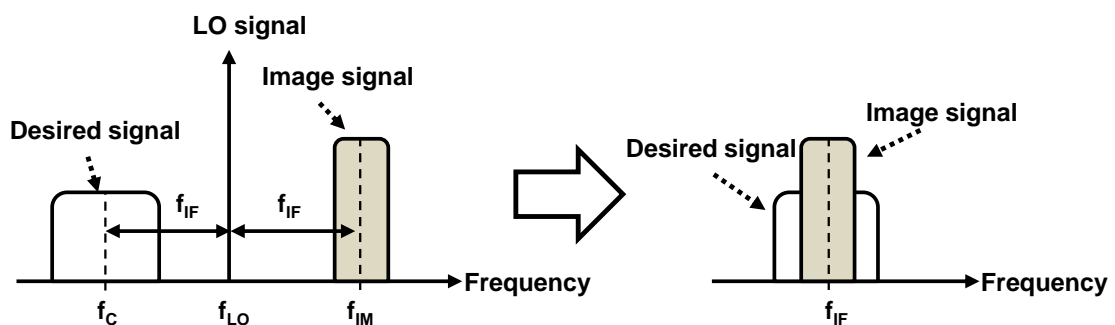 LO signal
Image signal
Desired signal
f_IF
f_IF
Frequency
f_C
f_LO
f_IM
Image signal
Desired signal
Frequency
f_IF